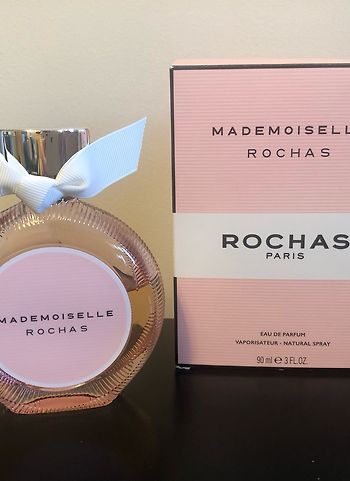 MADEMOISELLE
ROCHAS
MADEMOISELLE
ROCHAS
ROCHAS
PARIS
EAU DE PARFUM
VAPORISATEUR - NATURAL SPRAY
90 ml e 3 FL.OZ.